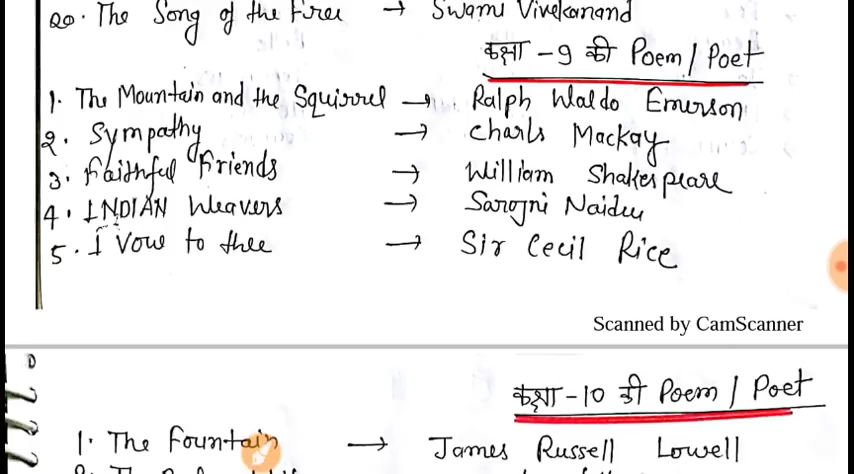 20. The Song of the Free → Swami Vivekanand
कक्षा - 9 की Poem / Poet
1. The Mountain and the Squirrel → Ralph Waldo Emerson
2. Sympathy → Charls Mackay
3. Faithful Friends → William Shakespeare
4. INDIAN Weavers → Sarojni Naidu
5. I Vow to thee → Sir Cecil Rice
Scanned by CamScanner
कक्षा - 10 की Poem / Poet
1. The Fountain → James Russell Lowell